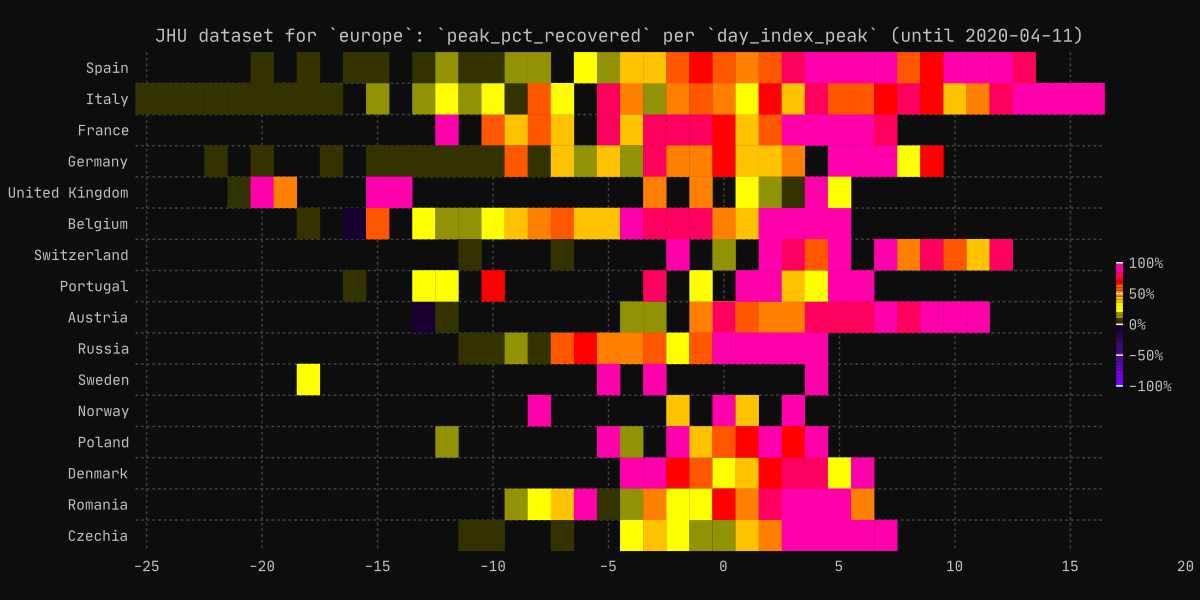 JHU dataset for `europe`: `peak_pct_recovered` per `day_index_peak` (until 2020-04-11)
Spain
Italy
France
Germany
United Kingdom
Belgium
Switzerland
Portugal
Austria
Russia
Sweden
Norway
Poland
Denmark
Romania
Czechia
100%
50%
0%
−50%
−100%
−25 −20 −15 −10 −5 0 5 10 15 20